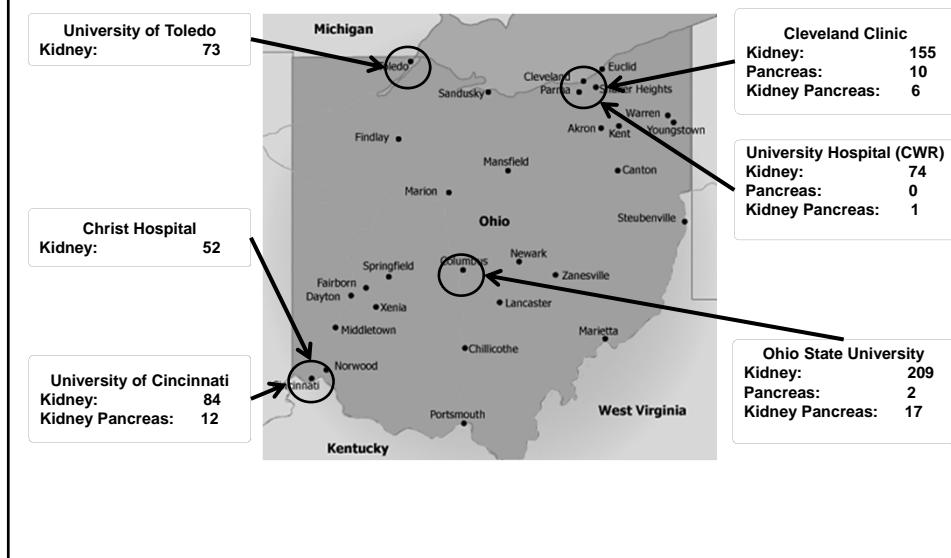 University of Toledo
Kidney: 73
Christ Hospital
Kidney: 52
University of Cincinnati
Kidney: 84
Kidney Pancreas: 12
Michigan
Toledo
Sandusky
Euclid
Cleveland
Parma Shaker Heights
Warren
Akron Kent Youngstown
Findlay
Mansfield
Canton
Marion
Ohio
Steubenville
Newark
Columbus
Zanesville
Springfield
Fairborn
Dayton
Xenia
Lancaster
Middletown
Marietta
Chillicothe
Norwood
Cincinnati
Portsmouth
West Virginia
Kentucky
Cleveland Clinic
Kidney: 155
Pancreas: 10
Kidney Pancreas: 6
University Hospital (CWR)
Kidney: 74
Pancreas: 0
Kidney Pancreas: 1
Ohio State University
Kidney: 209
Pancreas: 2
Kidney Pancreas: 17